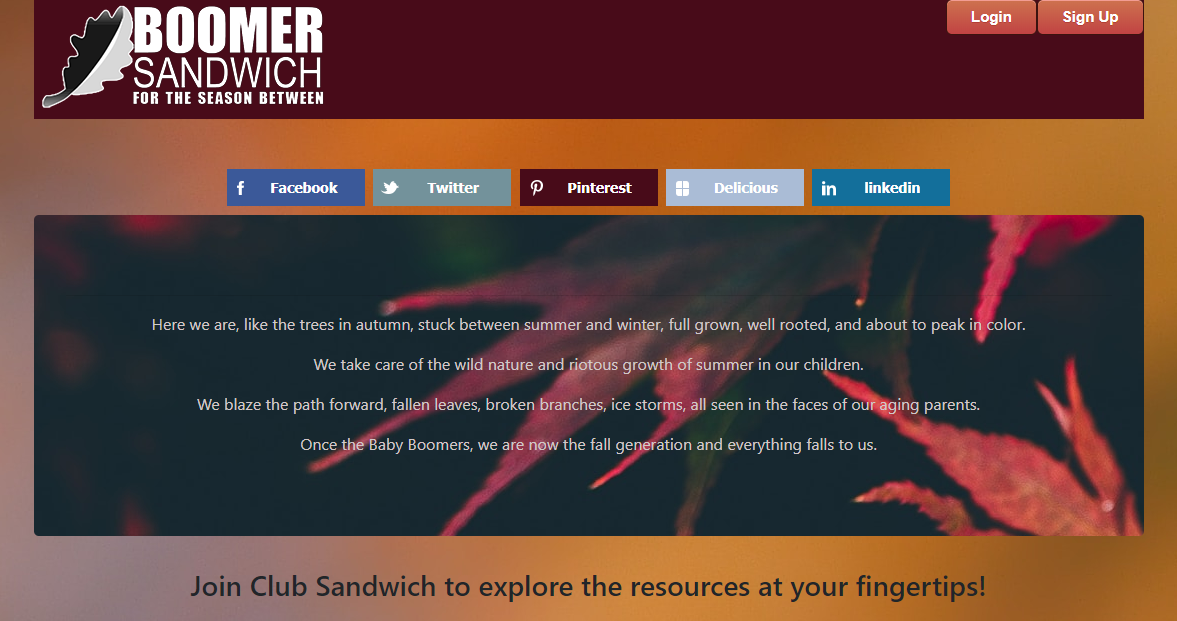 BOOMER
SANDWICH
FOR THE SEASON BETWEEN
Login Sign Up
Facebook Twitter Pinterest Delicious linkedin
Here we are, like the trees in autumn, stuck between summer and winter, full grown, well rooted, and about to peak in color.
We take care of the wild nature and riotous growth of summer in our children.
We blaze the path forward, fallen leaves, broken branches, ice storms, all seen in the faces of our aging parents.
Once the Baby Boomers, we are now the fall generation and everything falls to us.
Join Club Sandwich to explore the resources at your fingertips!